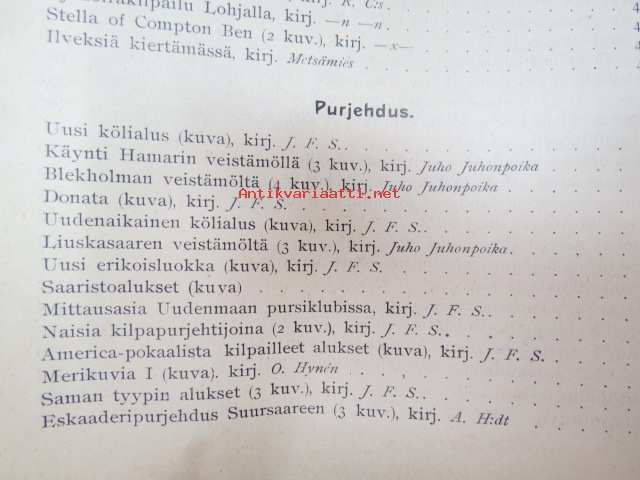 kilpailu Lohjalla, kirj. —n —n.
Stella of Compton Ben (2 kuv.), kirj. —x—
Ilveksiä kiertämässä, kirj. Metsämies
Purjehdus.
Uusi kölialus (kuva), kirj. J. F. S..
Käynti Hamarin veistämöllä (3 kuv.), kirj. Juho Juhonpoika
Blekholman veistämöltä (4 kuv.), kirj. Juho Juhonpoika
Antikvariaatti.net
Donata (kuva), kirj. J. F. S.
Uudenaikainen kölialus (kuva), kirj. J. F. S..
Liuskasaaren veistämöltä (3 kuv.), kirj. Juho Juhonpoika.
Uusi erikoisluokka (kuva), kirj. J. F. S.
Saaristoalukset (kuva)
Mittausasia Uudenmaan pursiklubissa, kirj. J. F. S..
Naisia kilpapurjehtijoina (2 kuv.), kirj. J. F. S..
America-pokaalista kilpailleet alukset (kuva), kirj. J. F. S.
Merikuvia I (kuva). kirj. O. Hynén
Saman tyypin alukset (3 kuv.), kirj. J. F. S..
Eskaaderipurjehdus Suursaareen (3 kuv.), kirj. A. H:dt